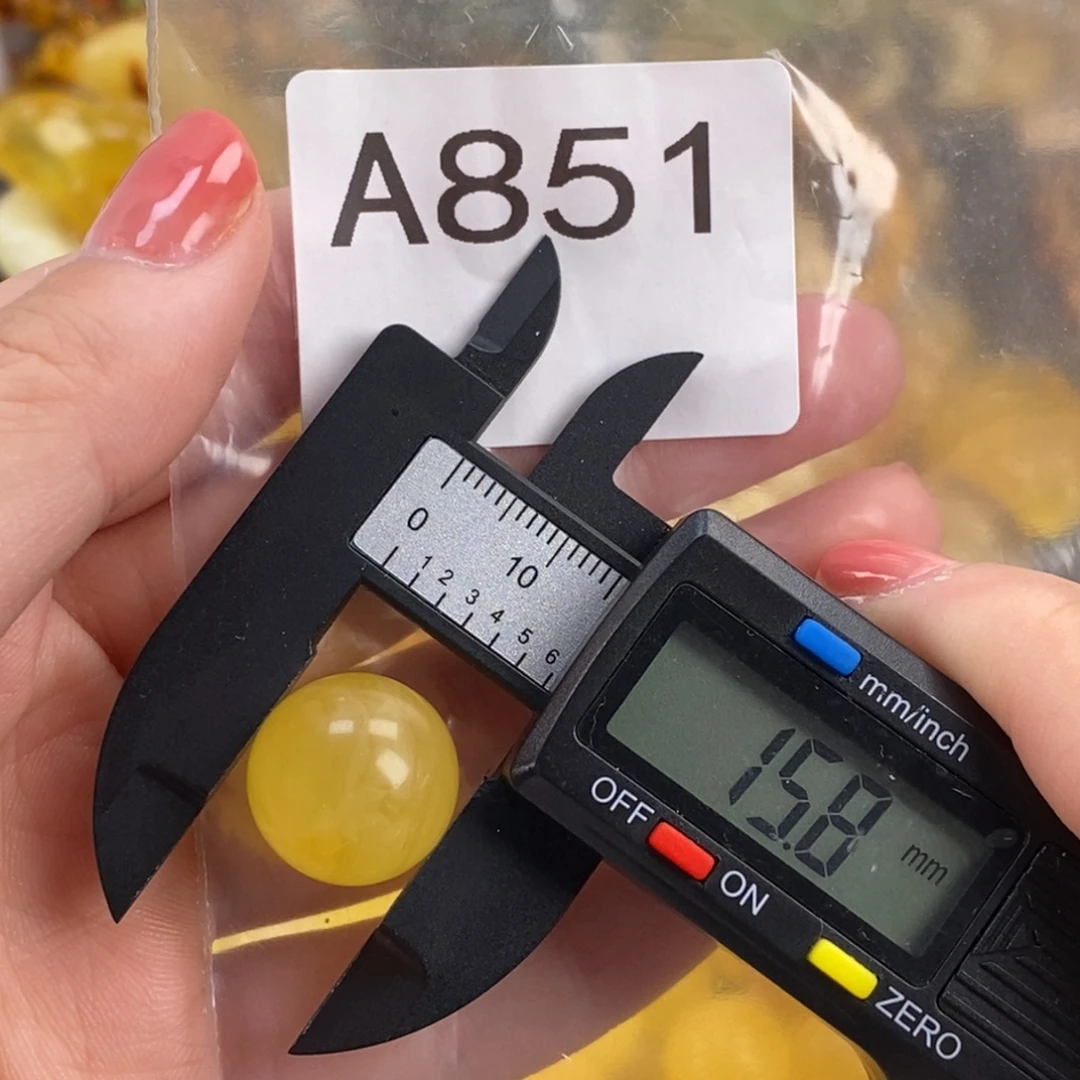 A851
0 10
1 2 3 4 5 6
mm/inch
15.8 mm
OFF
ON
ZERO